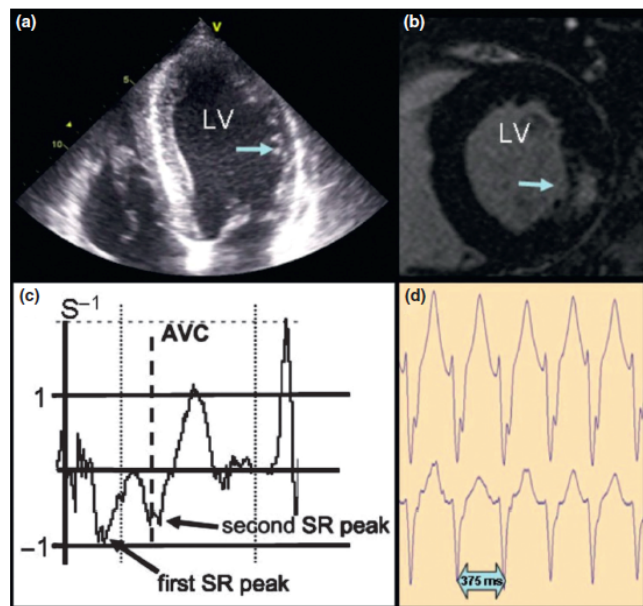 (a)
V
5
LV
10
(b)
LV
(c)
S⁻¹
AVC
1
second SR peak
-1
first SR peak
(d)
375 ms